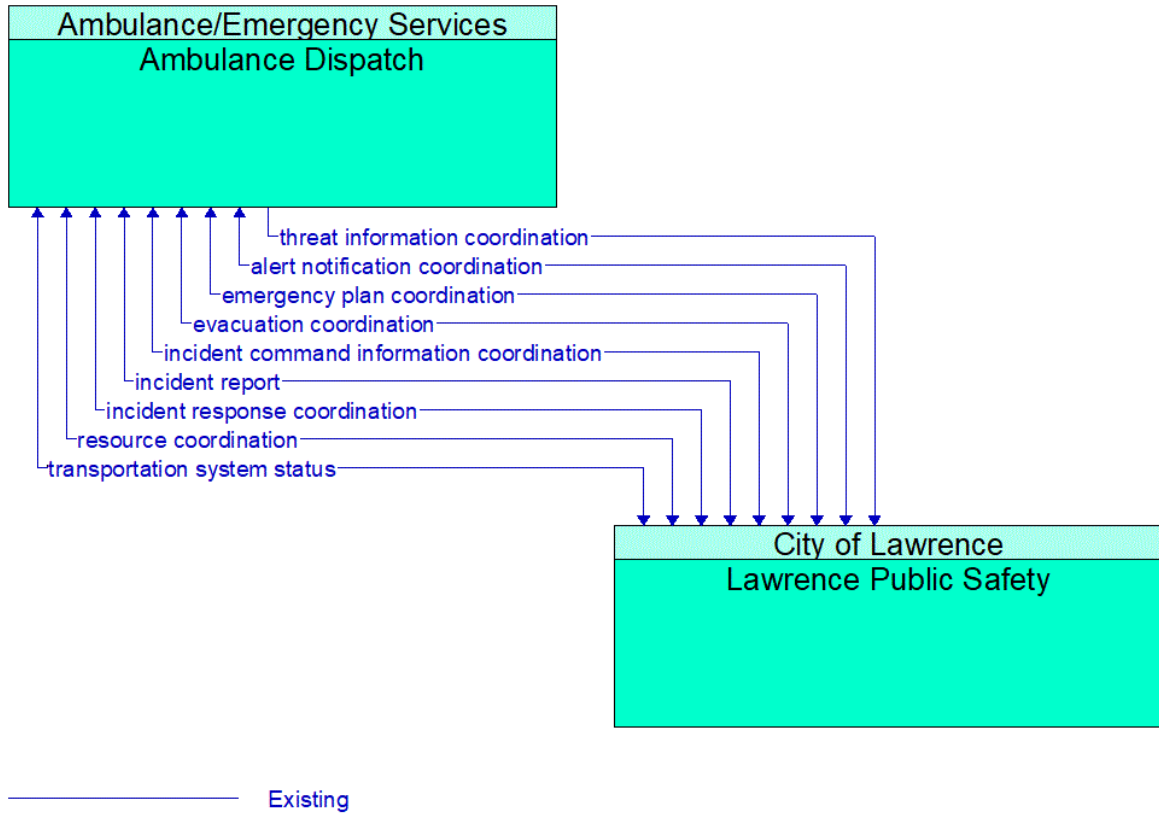 Ambulance/Emergency Services
Ambulance Dispatch
threat information coordination
alert notification coordination
emergency plan coordination
evacuation coordination
incident command information coordination
incident report
incident response coordination
resource coordination
transportation system status
City of Lawrence
Lawrence Public Safety
Existing